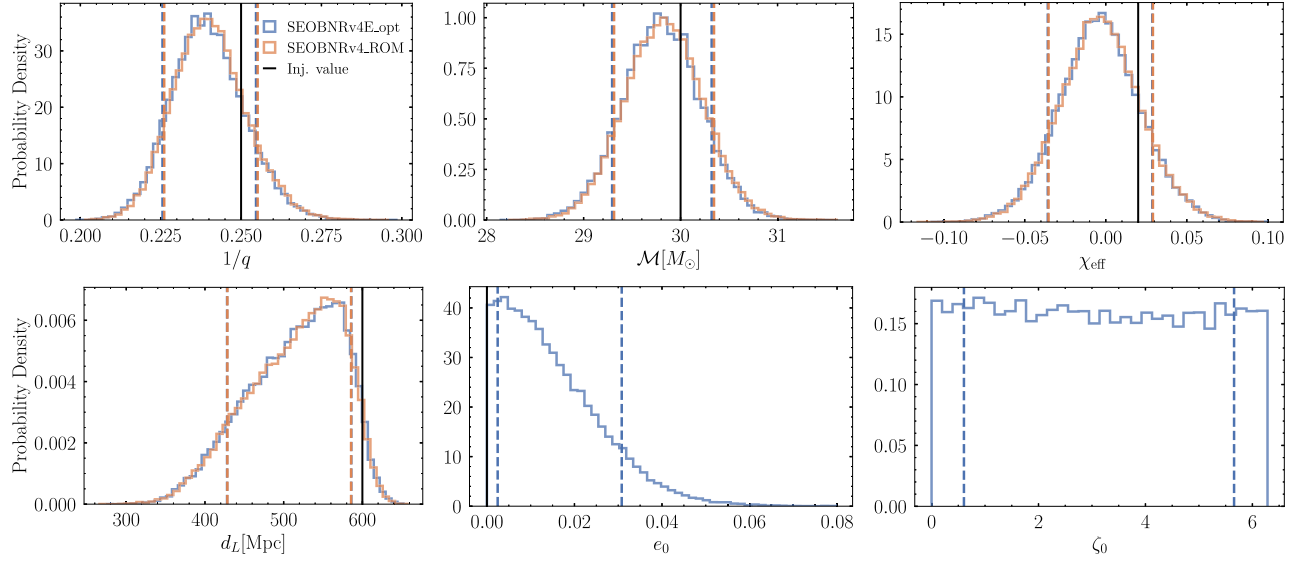 Probability Density
30
20
10
0
0.200 0.225 0.250 0.275 0.300
1/q
SEOBNRv4E_opt
SEOBNRv4_ROM
Inj. value
1.00
0.75
0.50
0.25
0.00
28 29 30 31
ℳ[M⊙]
15
10
5
0
−0.10 −0.05 0.00 0.05 0.10
χeff
Probability Density
0.006
0.004
0.002
0.000
300 400 500 600
dL[Mpc]
40
30
20
10
0
0.00 0.02 0.04 0.06 0.08
e0
0.15
0.10
0.05
0.00
0 2 4 6
ζ0